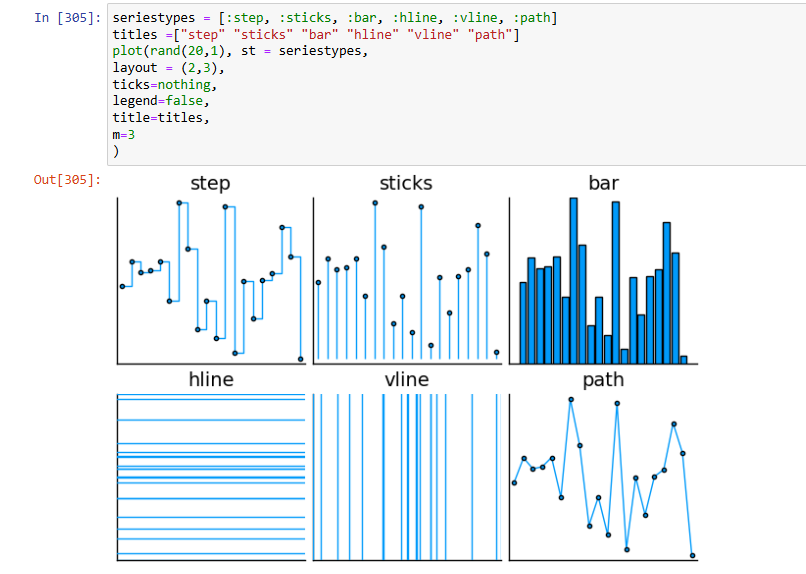 In [305]: seriestypes = [:step, :sticks, :bar, :hline, :vline, :path]
titles =["step" "sticks" "bar" "hline" "vline" "path"]
plot(rand(20,1), st = seriestypes,
layout = (2,3),
ticks=nothing,
legend=false,
title=titles,
m=3
)
Out[305]:
step sticks bar
hline vline path